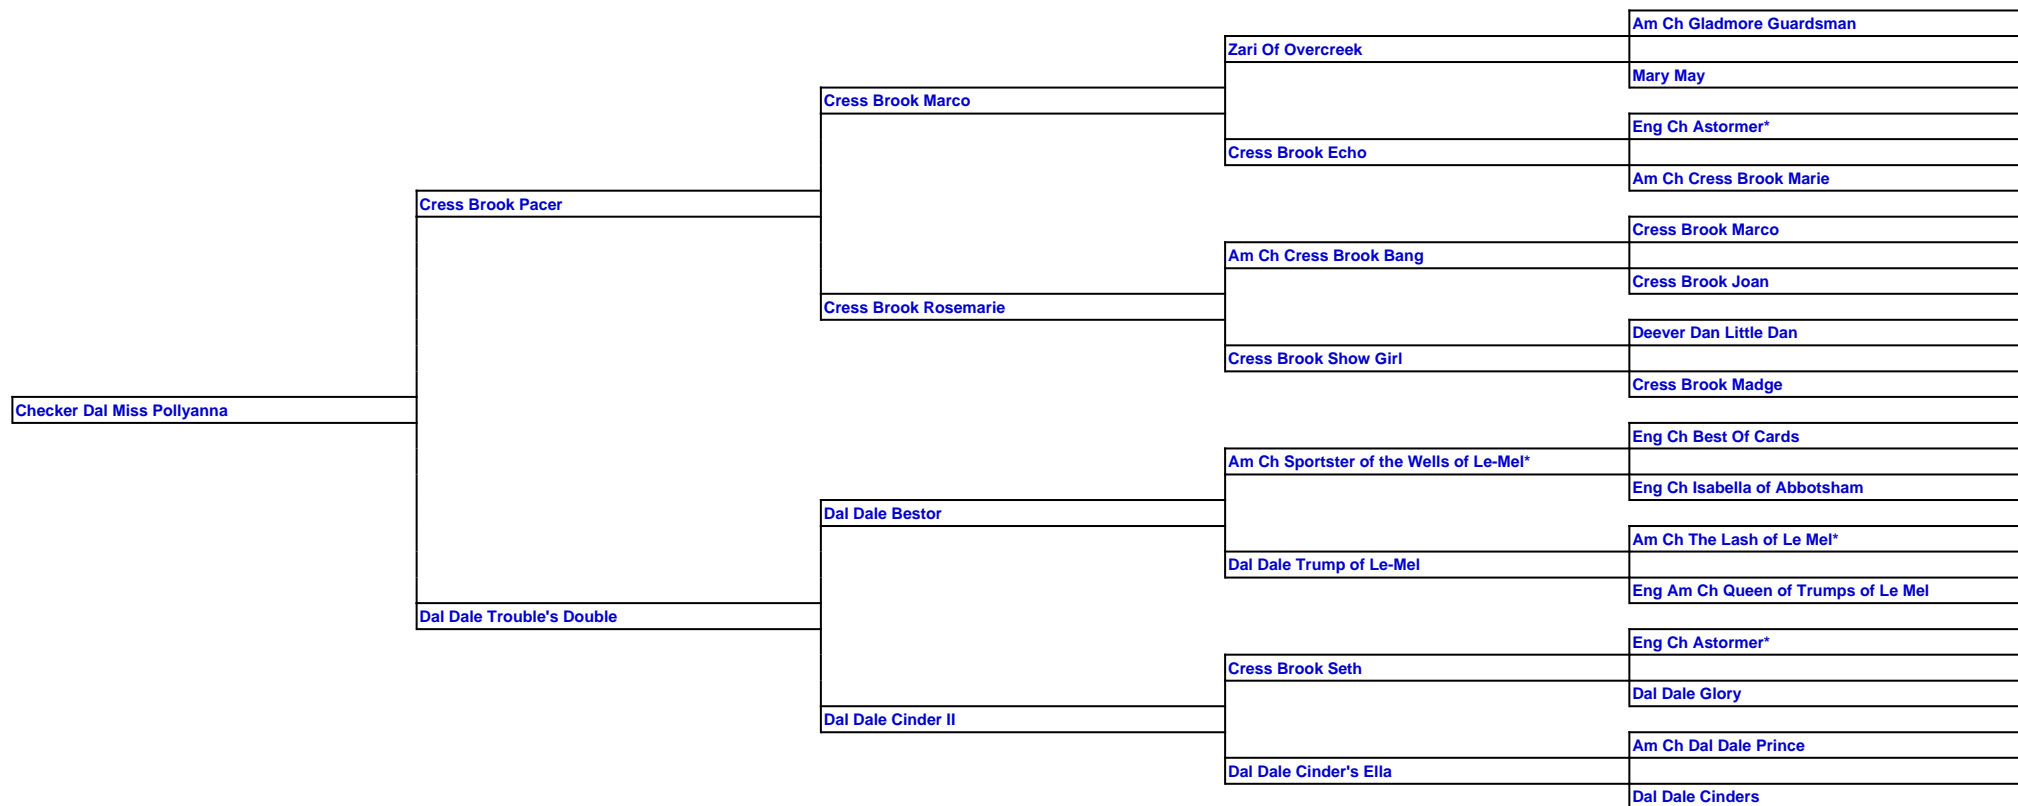 Am Ch Gladmore Guardsman
Zari Of Overcreek
Mary May
Cress Brook Marco
Eng Ch Astormer*
Cress Brook Echo
Am Ch Cress Brook Marie
Cress Brook Pacer
Cress Brook Marco
Am Ch Cress Brook Bang
Cress Brook Joan
Cress Brook Rosemarie
Deever Dan Little Dan
Cress Brook Show Girl
Cress Brook Madge
Checker Dal Miss Pollyanna
Eng Ch Best Of Cards
Am Ch Sportster of the Wells of Le-Mel*
Eng Ch Isabella of Abbotsham
Dal Dale Bestor
Am Ch The Lash of Le Mel*
Dal Dale Trump of Le-Mel
Eng Am Ch Queen of Trumps of Le Mel
Dal Dale Trouble's Double
Eng Ch Astormer*
Cress Brook Seth
Dal Dale Glory
Dal Dale Cinder II
Am Ch Dal Dale Prince
Dal Dale Cinder's Ella
Dal Dale Cinders